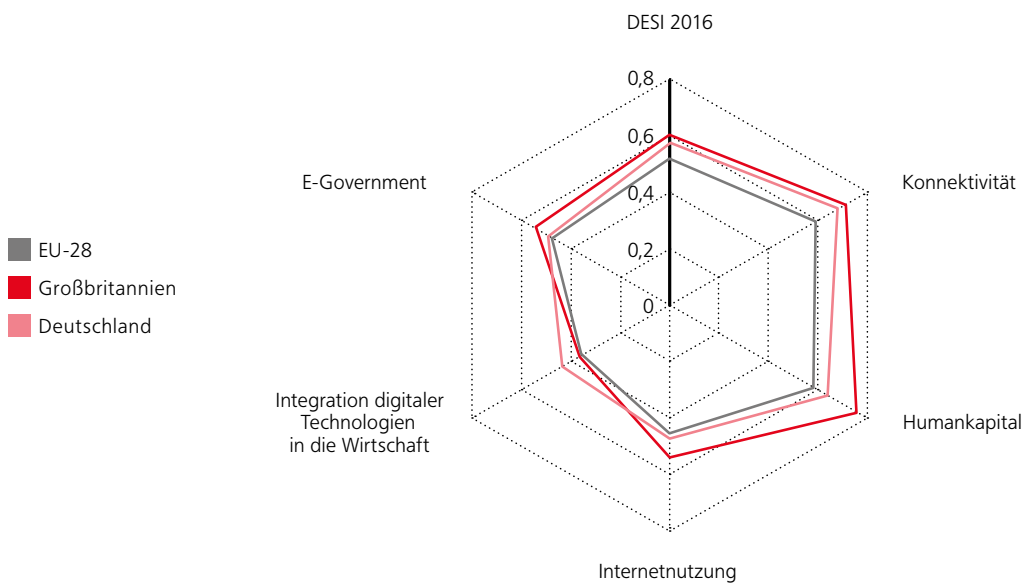 DESI 2016
0,8
0,6
0,4
0,2
0
Konnektivität
Humankapital
Internetnutzung
Integration digitaler
Technologien
in die Wirtschaft
E-Government
EU-28
Großbritannien
Deutschland